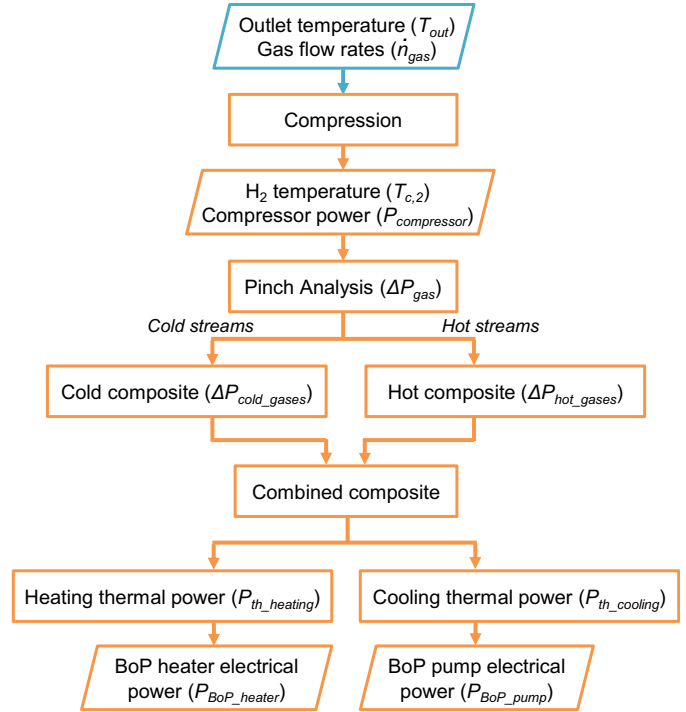 Outlet temperature (T_out)
Gas flow rates (ṅ_gas)
Compression
H₂ temperature (T_c,2)
Compressor power (P_compressor)
Pinch Analysis (ΔP_gas)
Cold streams
Hot streams
Cold composite (ΔP_cold_gases)
Hot composite (ΔP_hot_gases)
Combined composite
Heating thermal power (P_th_heating)
Cooling thermal power (P_th_cooling)
BoP heater electrical
power (P_BoP_heater)
BoP pump electrical
power (P_BoP_pump)